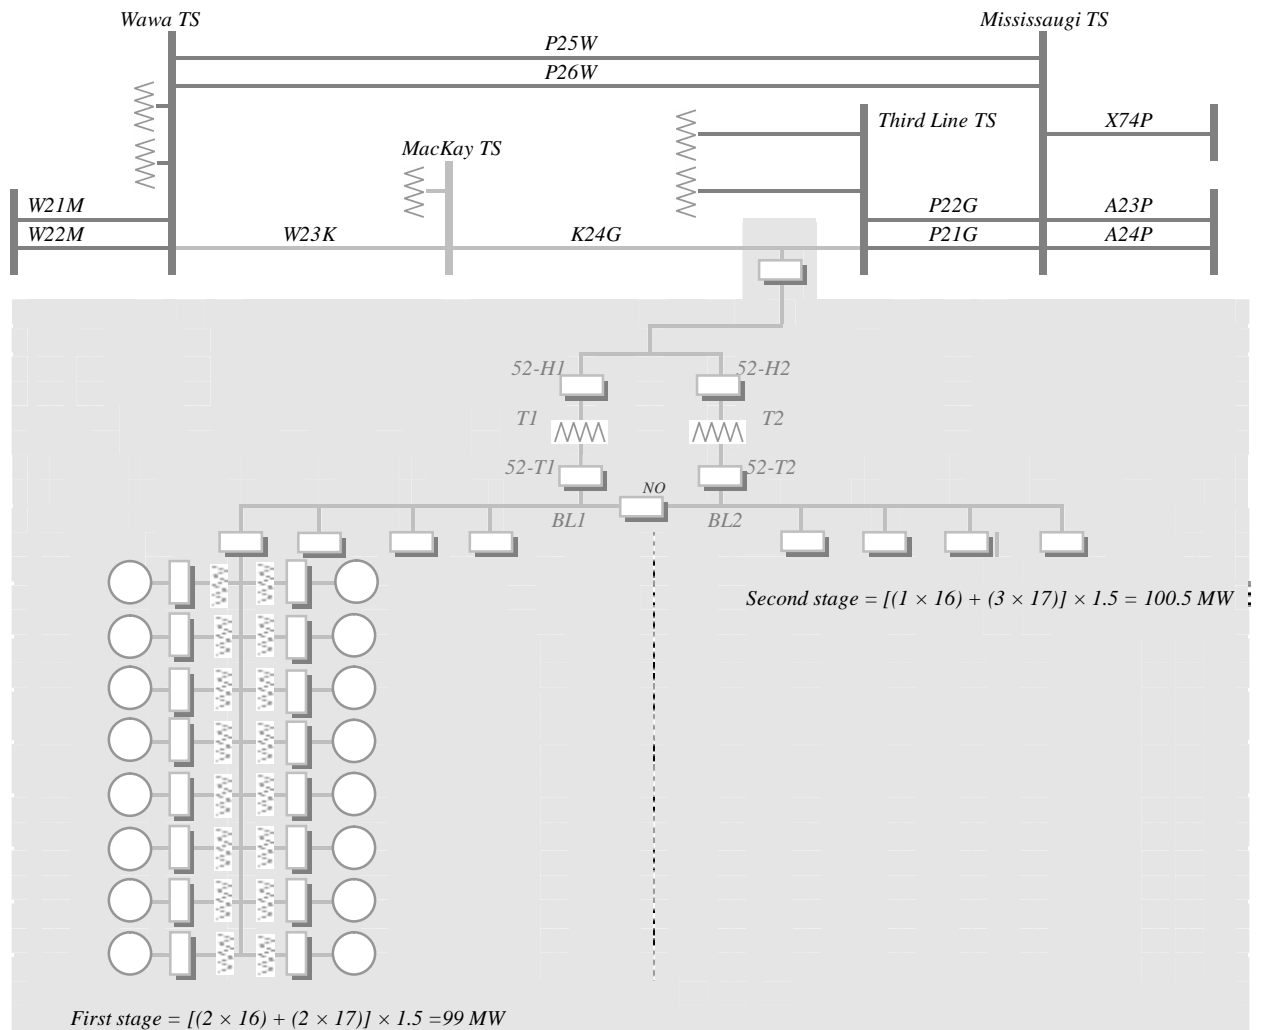 Wawa TS
Mississaugi TS
P25W
P26W
Third Line TS
X74P
MacKay TS
W21M
P22G
A23P
W22M
W23K
K24G
P21G
A24P
52-H1
52-H2
T1
T2
52-T1
52-T2
NO
BL1
BL2
Second stage = [(1 × 16) + (3 × 17)] × 1.5 = 100.5 MW
First stage = [(2 × 16) + (2 × 17)] × 1.5 =99 MW